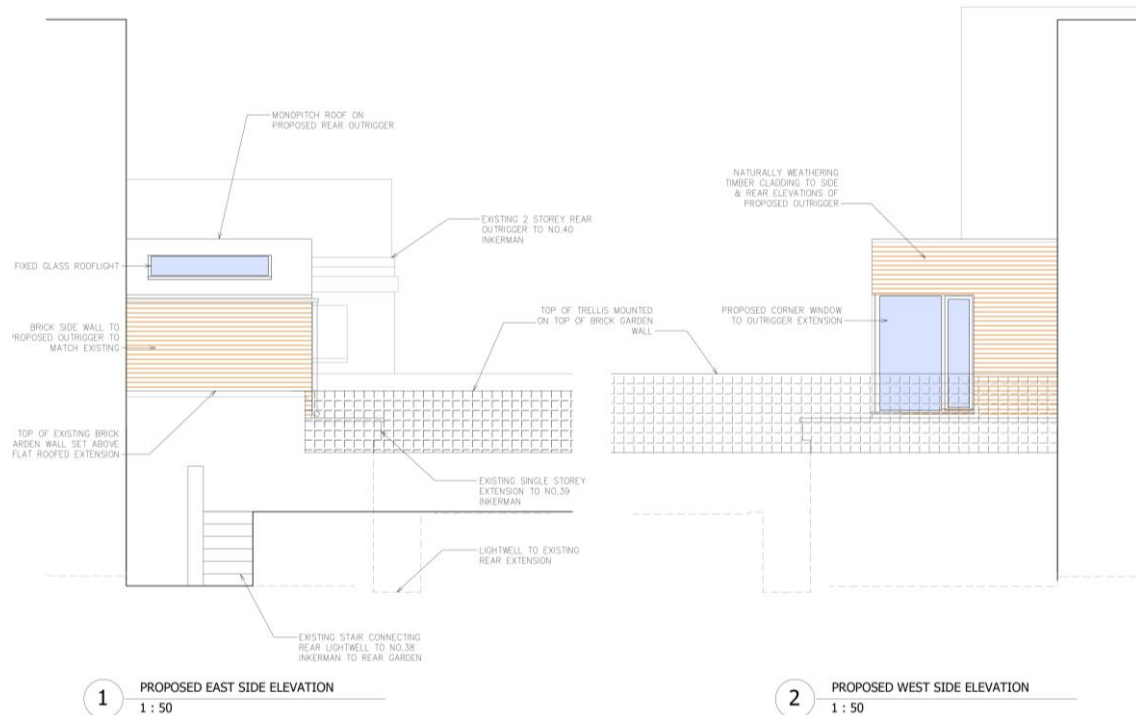 MONOPITCH ROOF ON
PROPOSED REAR OUTRIGGER
EXISTING 2 STOREY REAR
OUTRIGGER TO NO.40
INKERMAN
FIXED GLASS ROOFLIGHT
TOP OF TRELLIS MOUNTED
ON TOP OF BRICK GARDEN
WALL
BRICK SIDE WALL TO
PROPOSED OUTRIGGER TO
MATCH EXISTING
TOP OF EXISTING BRICK
ARDEN WALL SET ABOVE
FLAT ROOFED EXTENSION
EXISTING SINGLE STOREY
EXTENSION TO NO.39
INKERMAN
LIGHTWELL TO EXISTING
REAR EXTENSION
EXISTING STAIR CONNECTING
REAR LIGHTWELL TO NO.38
INKERMAN TO REAR GARDEN
1
PROPOSED EAST SIDE ELEVATION
1 : 50
NATURALLY WEATHERING
TIMBER CLADDING TO SIDE
& REAR ELEVATIONS OF
PROPOSED OUTRIGGER
PROPOSED CORNER WINDOW
TO OUTRIGGER EXTENSION
2
PROPOSED WEST SIDE ELEVATION
1 : 50